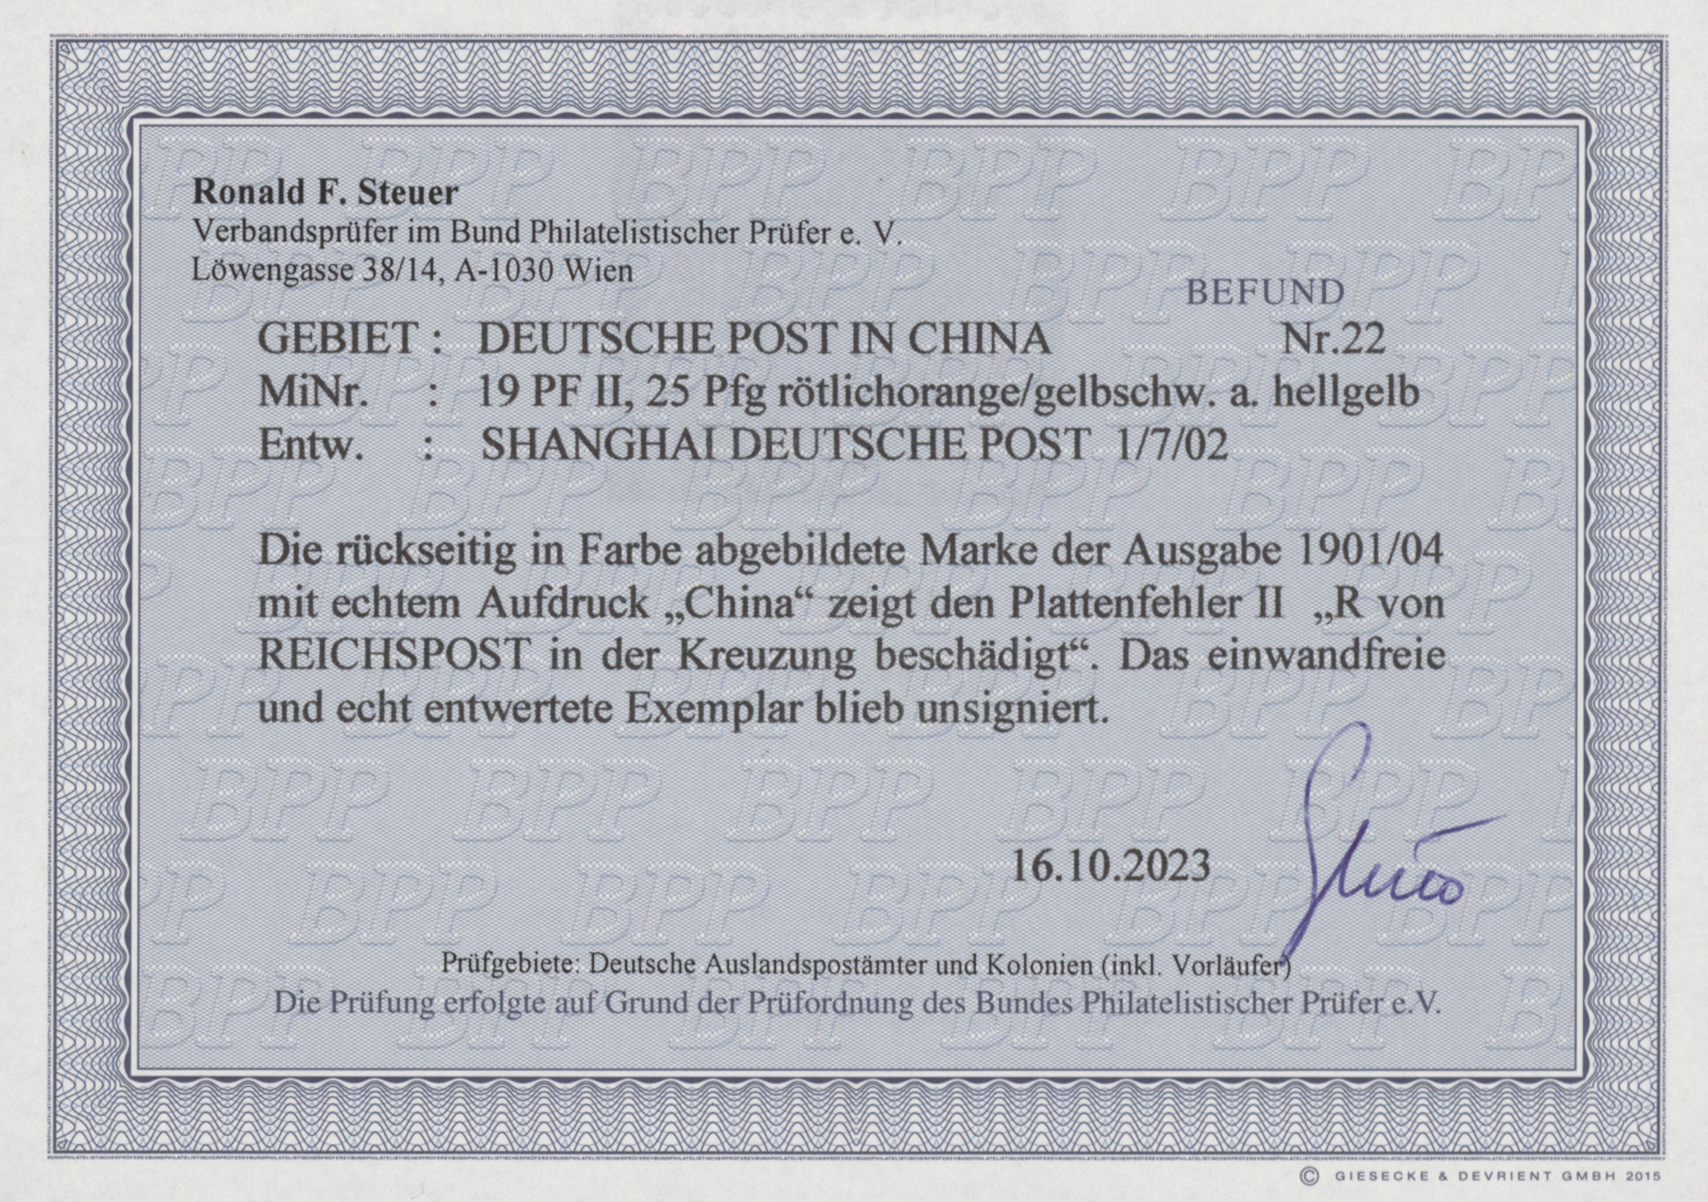 Ronald F. Steuer
Verbandsprüfer im Bund Philatelistischer Prüfer e. V.
Löwengasse 38/14, A-1030 Wien
BEFUND
GEBIET : DEUTSCHE POST IN CHINA Nr.22
MiNr. : 19 PF II, 25 Pfg rötlichorange/gelbschw. a. hellgelb
Entw. : SHANGHAI DEUTSCHE POST 1/7/02
Die rückseitig in Farbe abgebildete Marke der Ausgabe 1901/04
mit echtem Aufdruck „China“ zeigt den Plattenfehler II „R von
REICHSPOST in der Kreuzung beschädigt“. Das einwandfreie
und echt entwertete Exemplar blieb unsigniert.
16.10.2023
Prüfgebiete: Deutsche Auslandspostämter und Kolonien (inkl. Vorläufer)
Die Prüfung erfolgte auf Grund der Prüfordnung des Bundes Philatelistischer Prüfer e.V.
© GIESECKE & DEVRIENT GMBH 2015